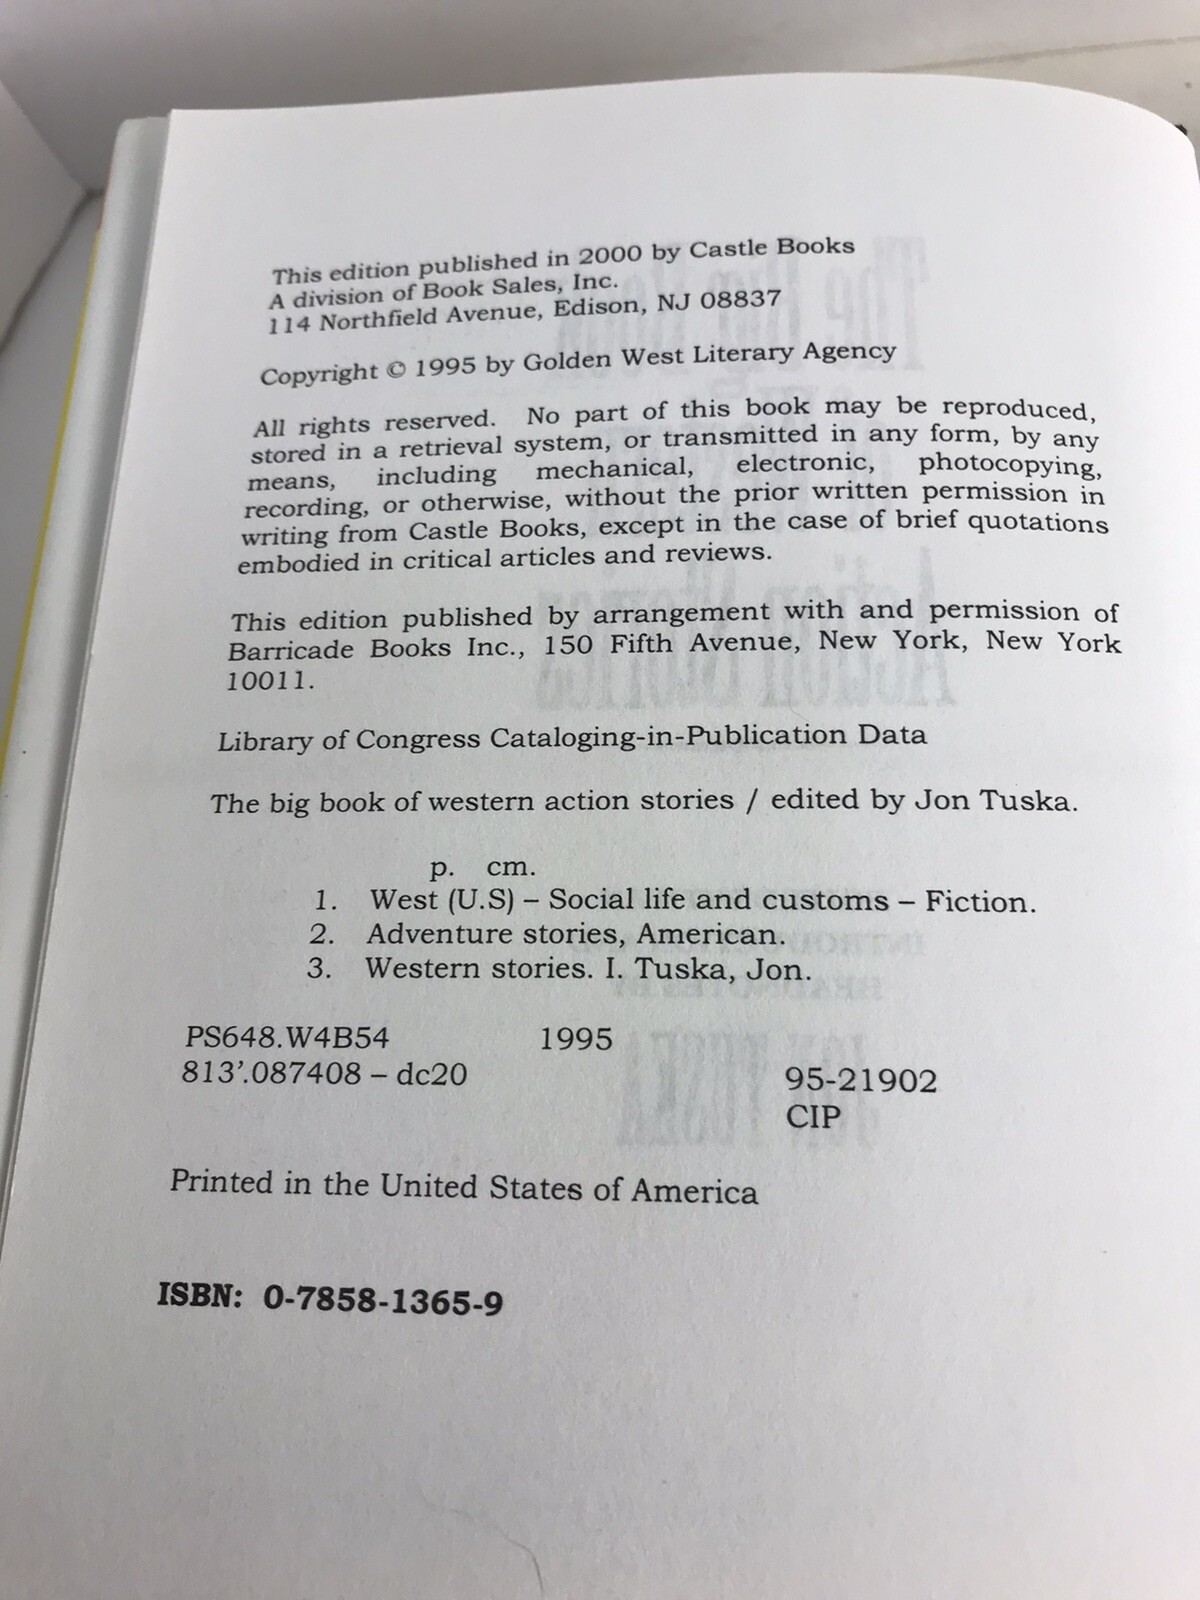 This edition published in 2000 by Castle Books
A division of Book Sales, Inc.
114 Northfield Avenue, Edison, NJ 08837
Copyright © 1995 by Golden West Literary Agency
All rights reserved. No part of this book may be reproduced,
stored in a retrieval system, or transmitted in any form, by any
means, including mechanical, electronic, photocopying,
recording, or otherwise, without the prior written permission in
writing from Castle Books, except in the case of brief quotations
embodied in critical articles and reviews.
This edition published by arrangement with and permission of
Barricade Books Inc., 150 Fifth Avenue, New York, New York
10011.
Library of Congress Cataloging-in-Publication Data
The big book of western action stories / edited by Jon Tuska.
p. cm.
1. West (U.S) – Social life and customs – Fiction.
2. Adventure stories, American.
3. Western stories. I. Tuska, Jon.
PS648.W4B54 1995
813'.087408 – dc20 95-21902
CIP
Printed in the United States of America
ISBN: 0-7858-1365-9